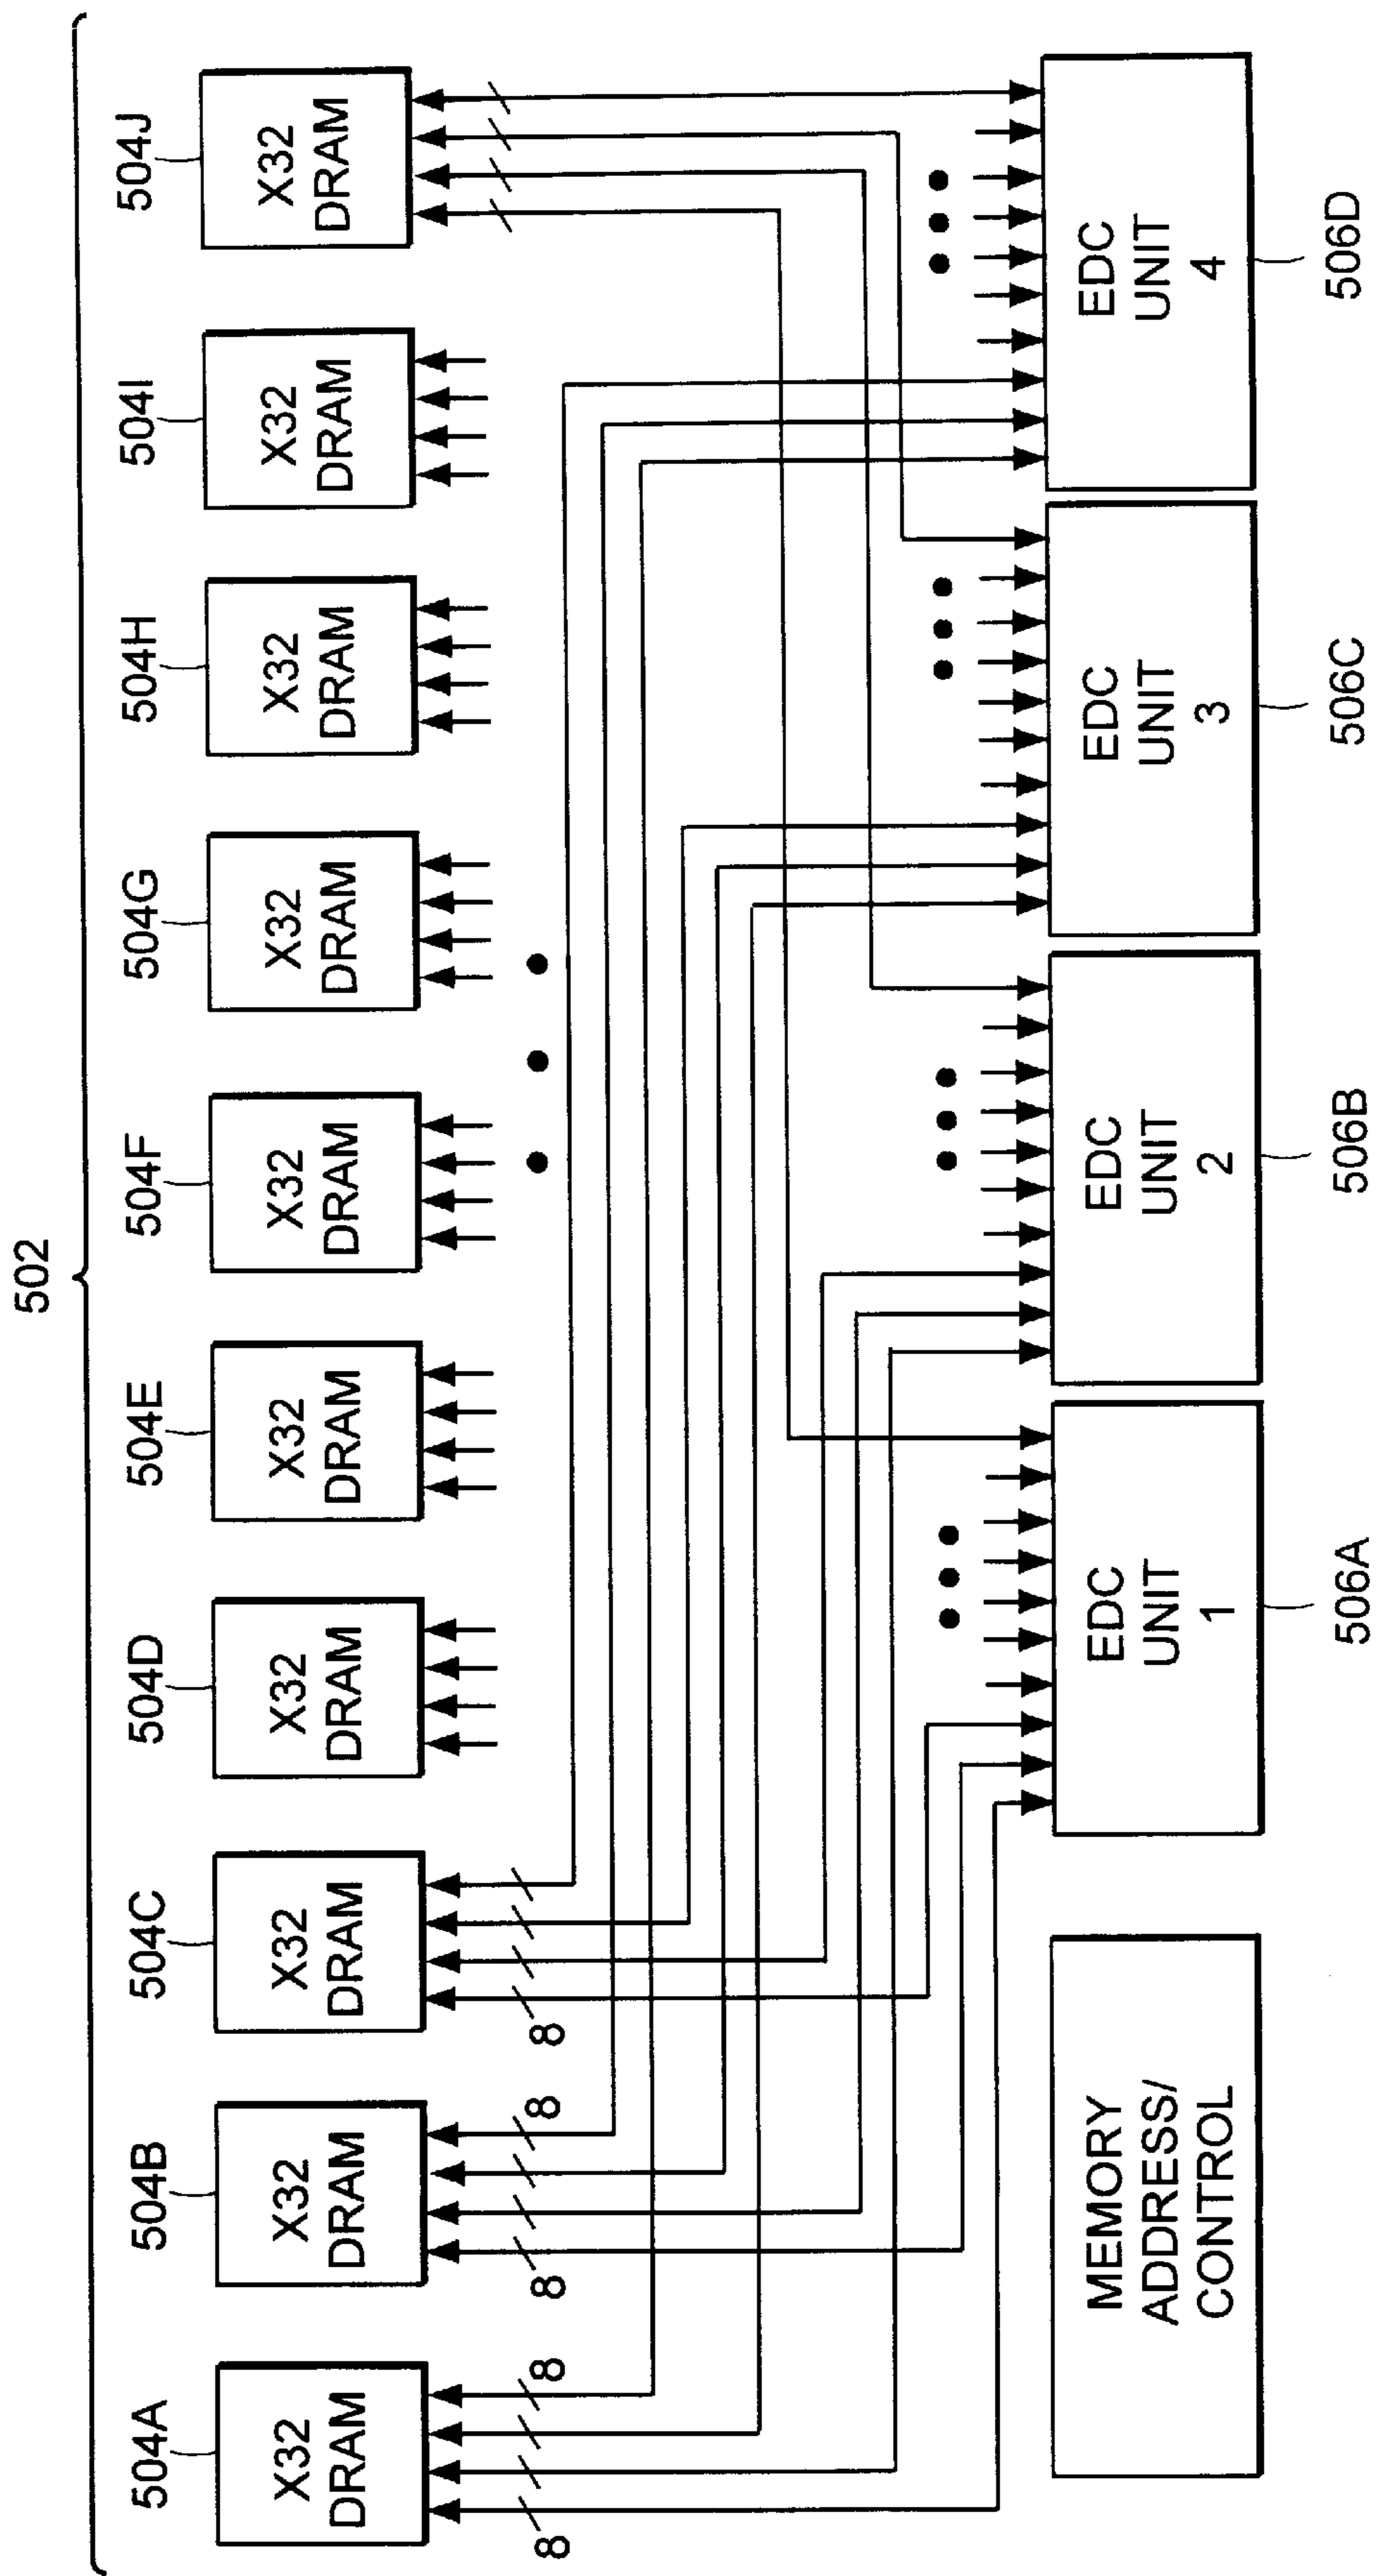 502
504A
504B
504C
504D
504E
504F
504G
504H
504I
504J
X32
DRAM
X32
DRAM
X32
DRAM
X32
DRAM
X32
DRAM
X32
DRAM
X32
DRAM
X32
DRAM
X32
DRAM
X32
DRAM
8
8
8
8
8
MEMORY
ADDRESS/
CONTROL
EDC
UNIT
1
EDC
UNIT
2
EDC
UNIT
3
EDC
UNIT
4
506A
506B
506C
506D